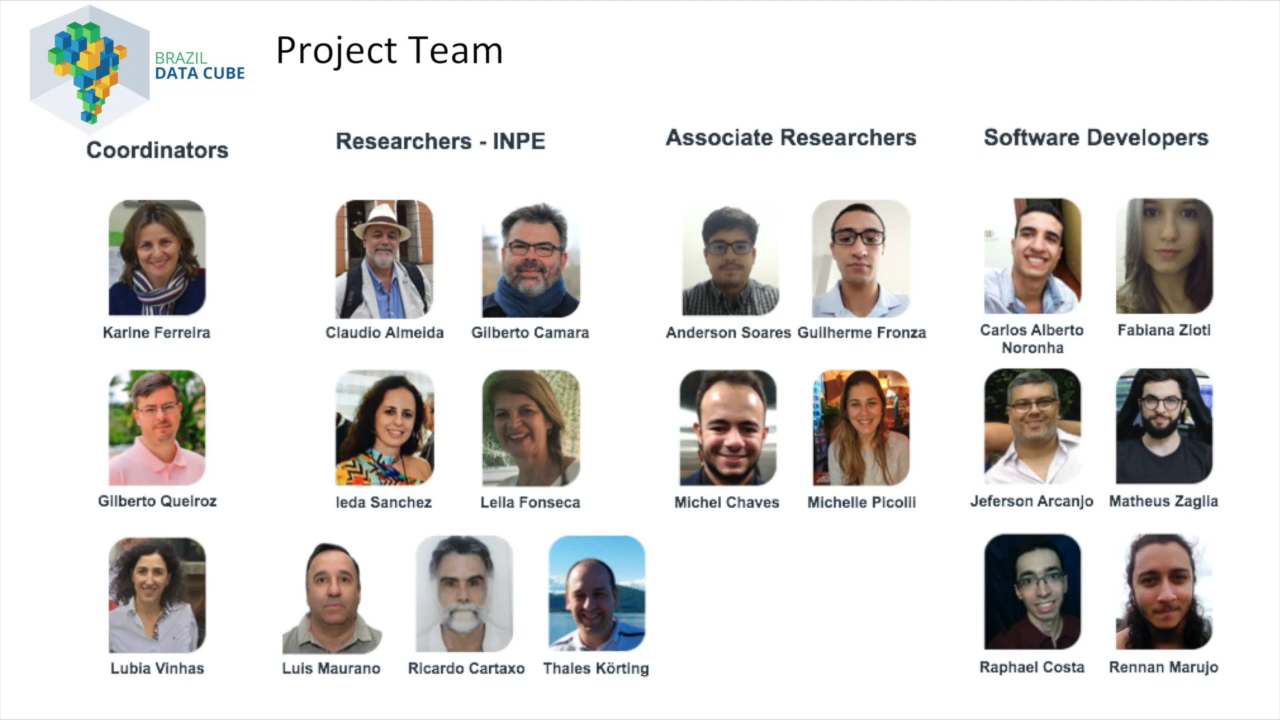 BRAZIL
DATA CUBE
Project Team
Coordinators
Researchers - INPE
Associate Researchers
Software Developers
Karine Ferreira
Claudio Almeida
Gilberto Camara
Anderson Soares
Guilherme Fronza
Carlos Alberto
Noronha
Fabiana Zioti
Gilberto Queiroz
Ieda Sanchez
Leila Fonseca
Michel Chaves
Michelle Picolli
Jeferson Arcanjo
Matheus Zaglia
Lubia Vinhas
Luis Maurano
Ricardo Cartaxo
Thales Körting
Raphael Costa
Rennan Marujo